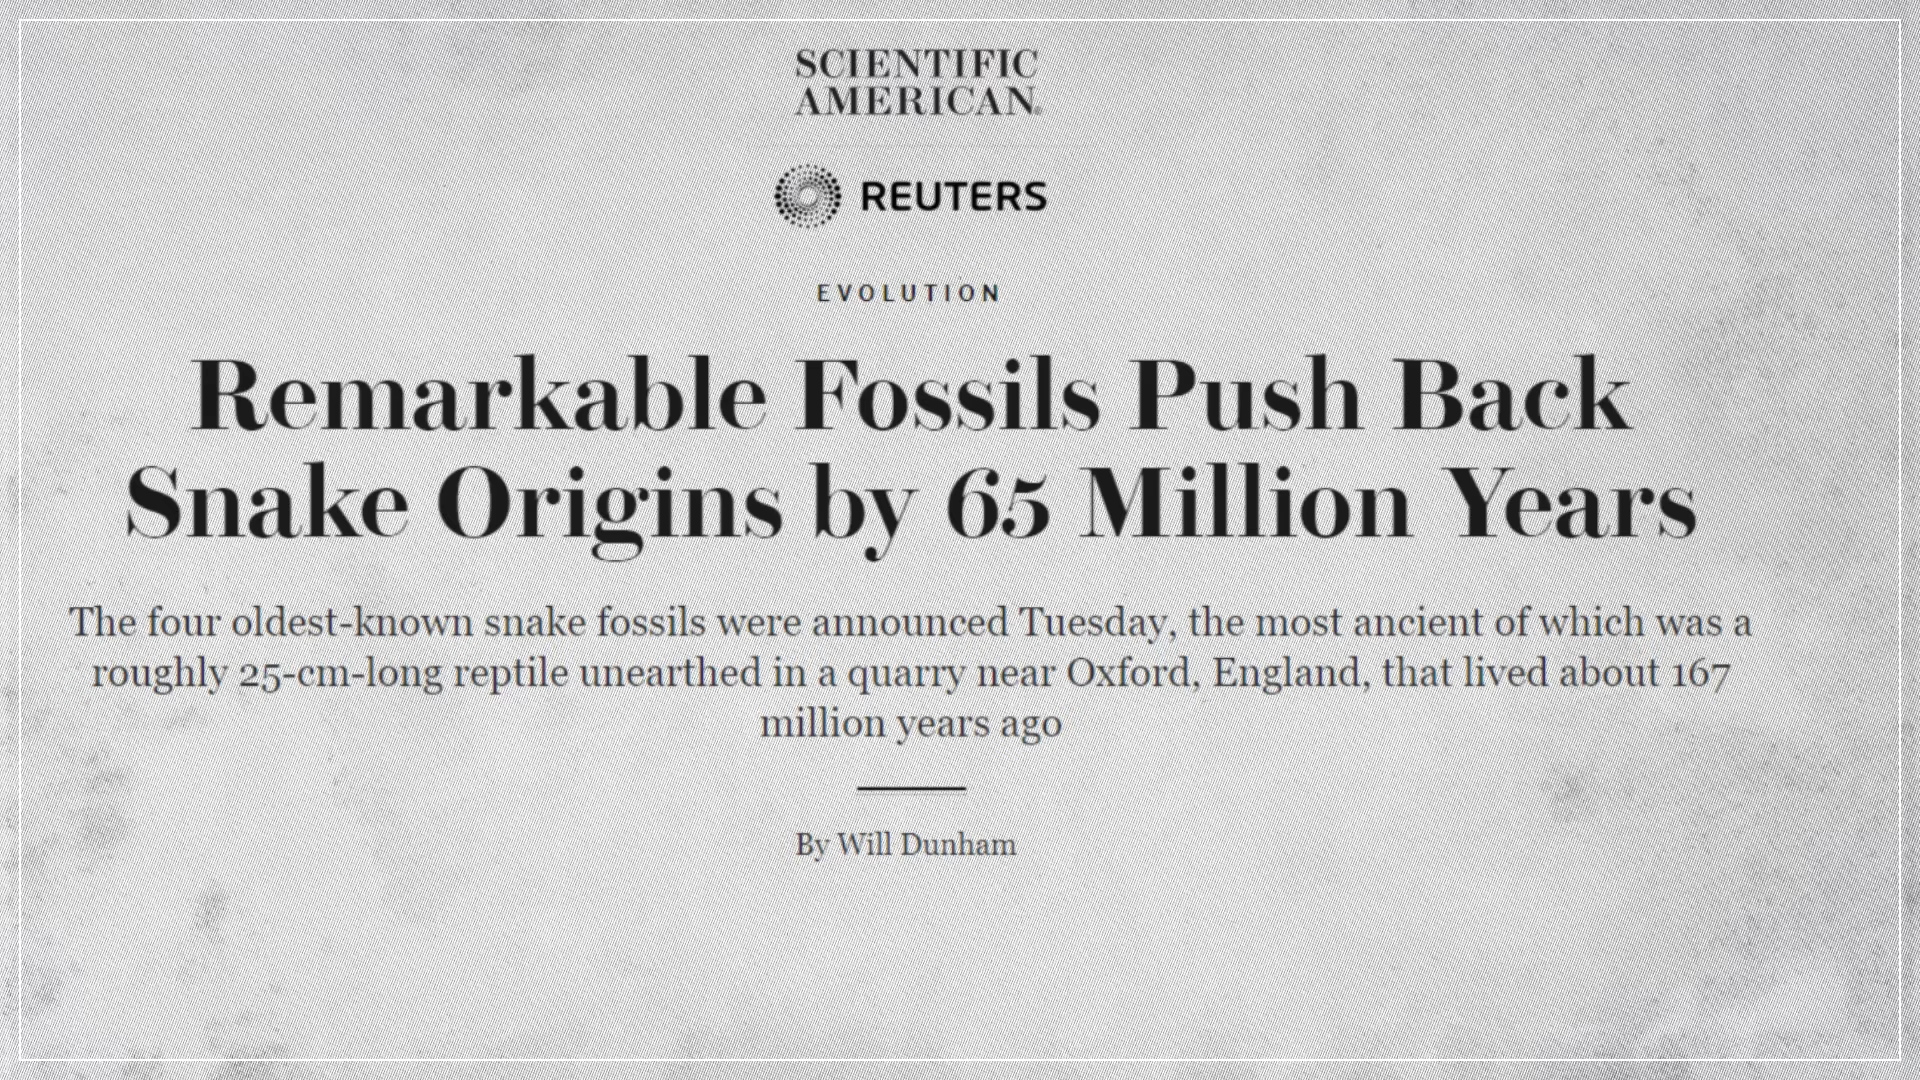 SCIENTIFIC
AMERICAN®
REUTERS
EVOLUTION
Remarkable Fossils Push Back
Snake Origins by 65 Million Years
The four oldest-known snake fossils were announced Tuesday, the most ancient of which was a
roughly 25-cm-long reptile unearthed in a quarry near Oxford, England, that lived about 167
million years ago
By Will Dunham